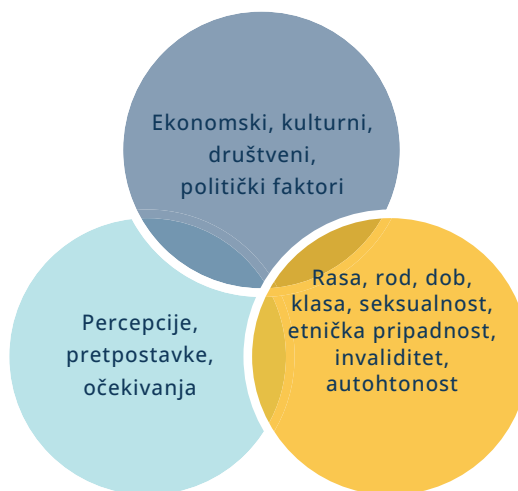 Ekonomski, kulturni,
društveni,
politički faktori
Rasa, rod, dob,
klasa, seksualnost,
etnička pripadnost,
invaliditet,
autohtonost
Percepcije,
pretpostavke,
očekivanja